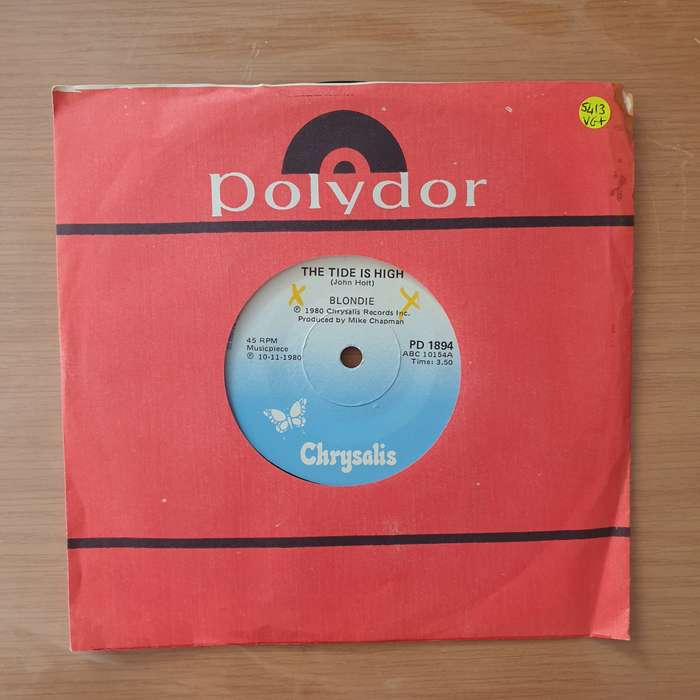 5413
VG+
polydor
THE TIDE IS HIGH
(John Holt)
BLONDIE
℗ 1980 Chrysalis Records Inc.
Produced by Mike Chapman
45 RPM
Musicpiece
℗ 10-11-1980
PD 1894
ABC 10154A
Time: 3.50
Chrysalis